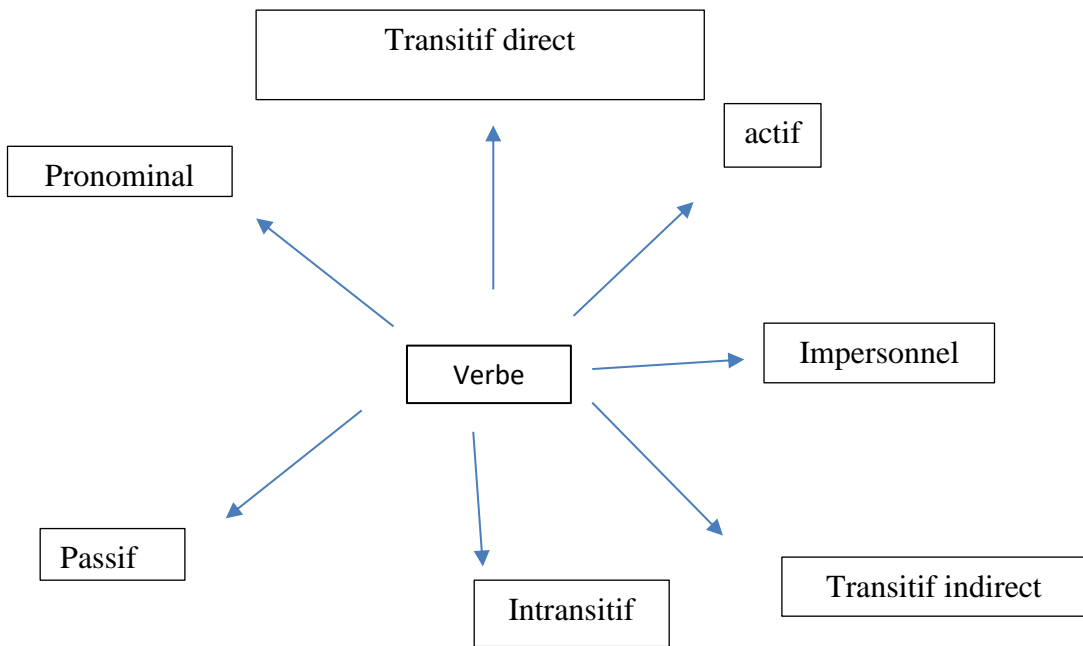 Transitif direct
actif
Pronominal
Impersonnel
Verbe
Passif
Transitif indirect
Intransitif